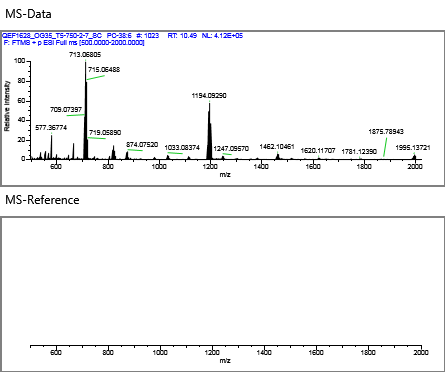 MS-Data
QEF1628_OG35_T5-750-2-7_BC PC-38:6 #: 1023 RT: 10.49 NL: 4.12E+05
F: FTMS + p ESI Full ms [500.0000-2000.0000]
713.06805
100
715.06488
80
1194.09290
60
709.07397
577.36774
40
719.05890
1875.78943
874.07520
20
1033.08374
1247.09570
1462.10461
1620.11707
1781.12390
1995.13721
0
Relative Intensity
600 800 1000 1200 1400 1600 1800 2000
m/z
MS-Reference
600 800 1000 1200 1400 1600 1800 2000
m/z